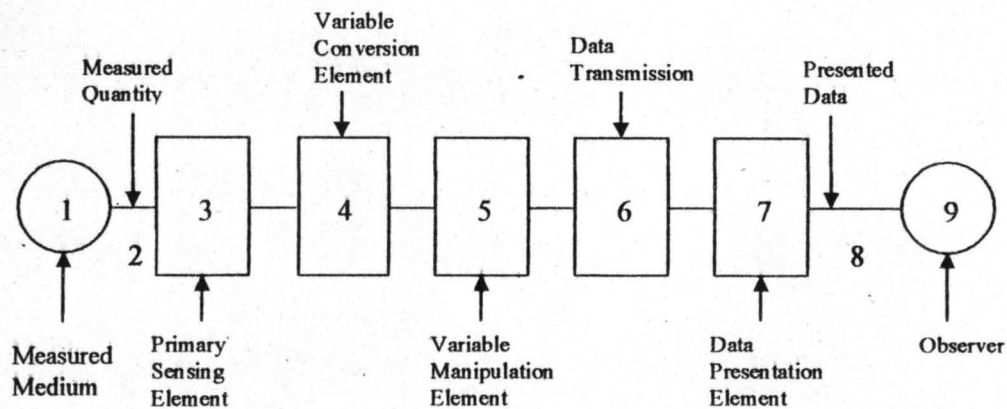 Variable
Conversion
Element
Data
Transmission
Measured
Quantity
Presented
Data
1
3
4
5
6
7
9
2
8
Measured
Medium
Primary
Sensing
Element
Variable
Manipulation
Element
Data
Presentation
Element
Observer